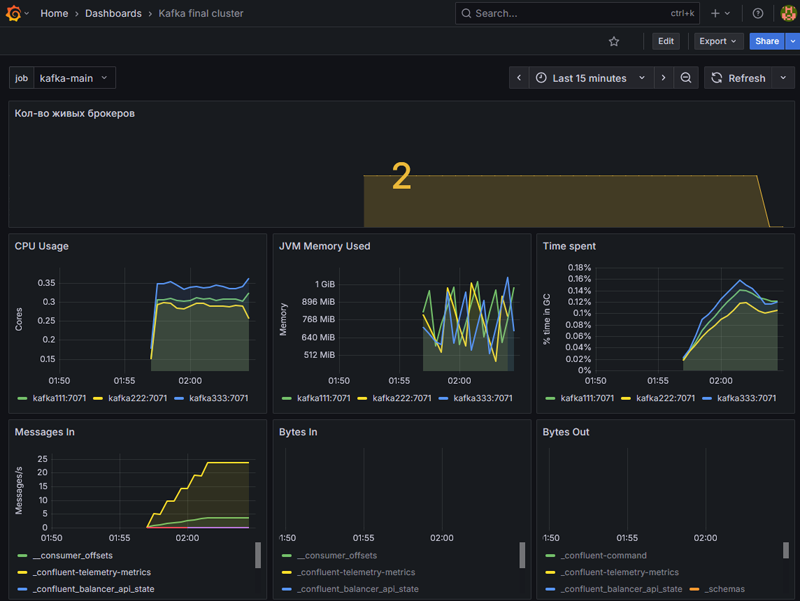 Home › Dashboards › Kafka final cluster
Search... ctrl+k
Edit Export Share
job kafka-main Last 15 minutes Refresh
Кол-во живых брокеров
2
CPU Usage
Cores
0.35
0.3
0.25
0.2
0.15
01:50 01:55 02:00
kafka111:7071 kafka222:7071 kafka333:7071
JVM Memory Used
Memory
1 GiB
896 MiB
768 MiB
640 MiB
512 MiB
01:50 01:55 02:00
kafka111:7071 kafka222:7071 kafka333:7071
Time spent
% time in GC
0.18%
0.16%
0.14%
0.12%
0.1%
0.08%
0.06%
0.04%
0.02%
0%
01:50 01:55 02:00
kafka111:7071 kafka222:7071 kafka333:7071
Messages In
Messages/s
25
20
15
10
5
0
01:50 01:55 02:00
__consumer_offsets
_confluent-telemetry-metrics
_confluent_balancer_api_state
Bytes In
1:50 01:55 02:00
__consumer_offsets
_confluent-telemetry-metrics
_confluent_balancer_api_state
Bytes Out
1:50 01:55 02:00
_confluent-command
_confluent-telemetry-metrics
_confluent_balancer_api_state _schemas